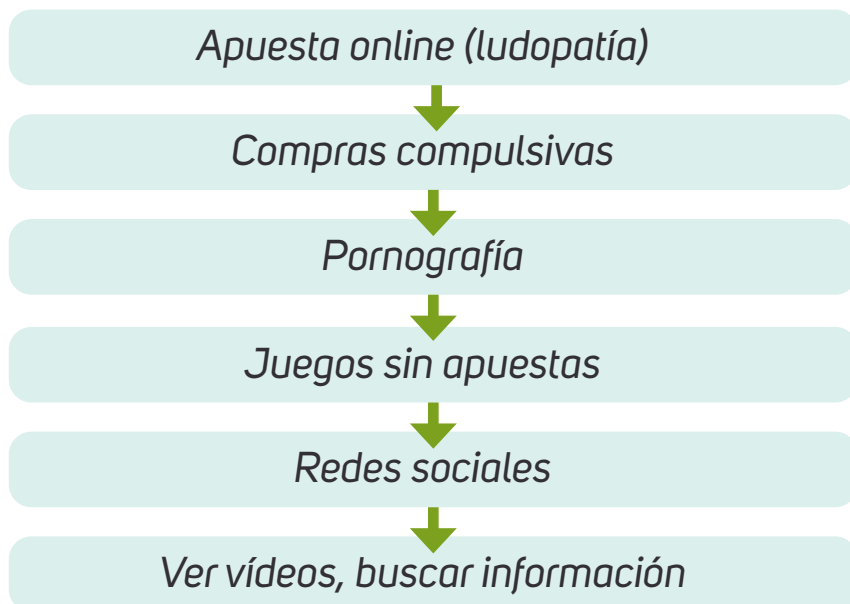 Apuesta online (ludopatía)
Compras compulsivas
Pornografía
Juegos sin apuestas
Redes sociales
Ver vídeos, buscar información